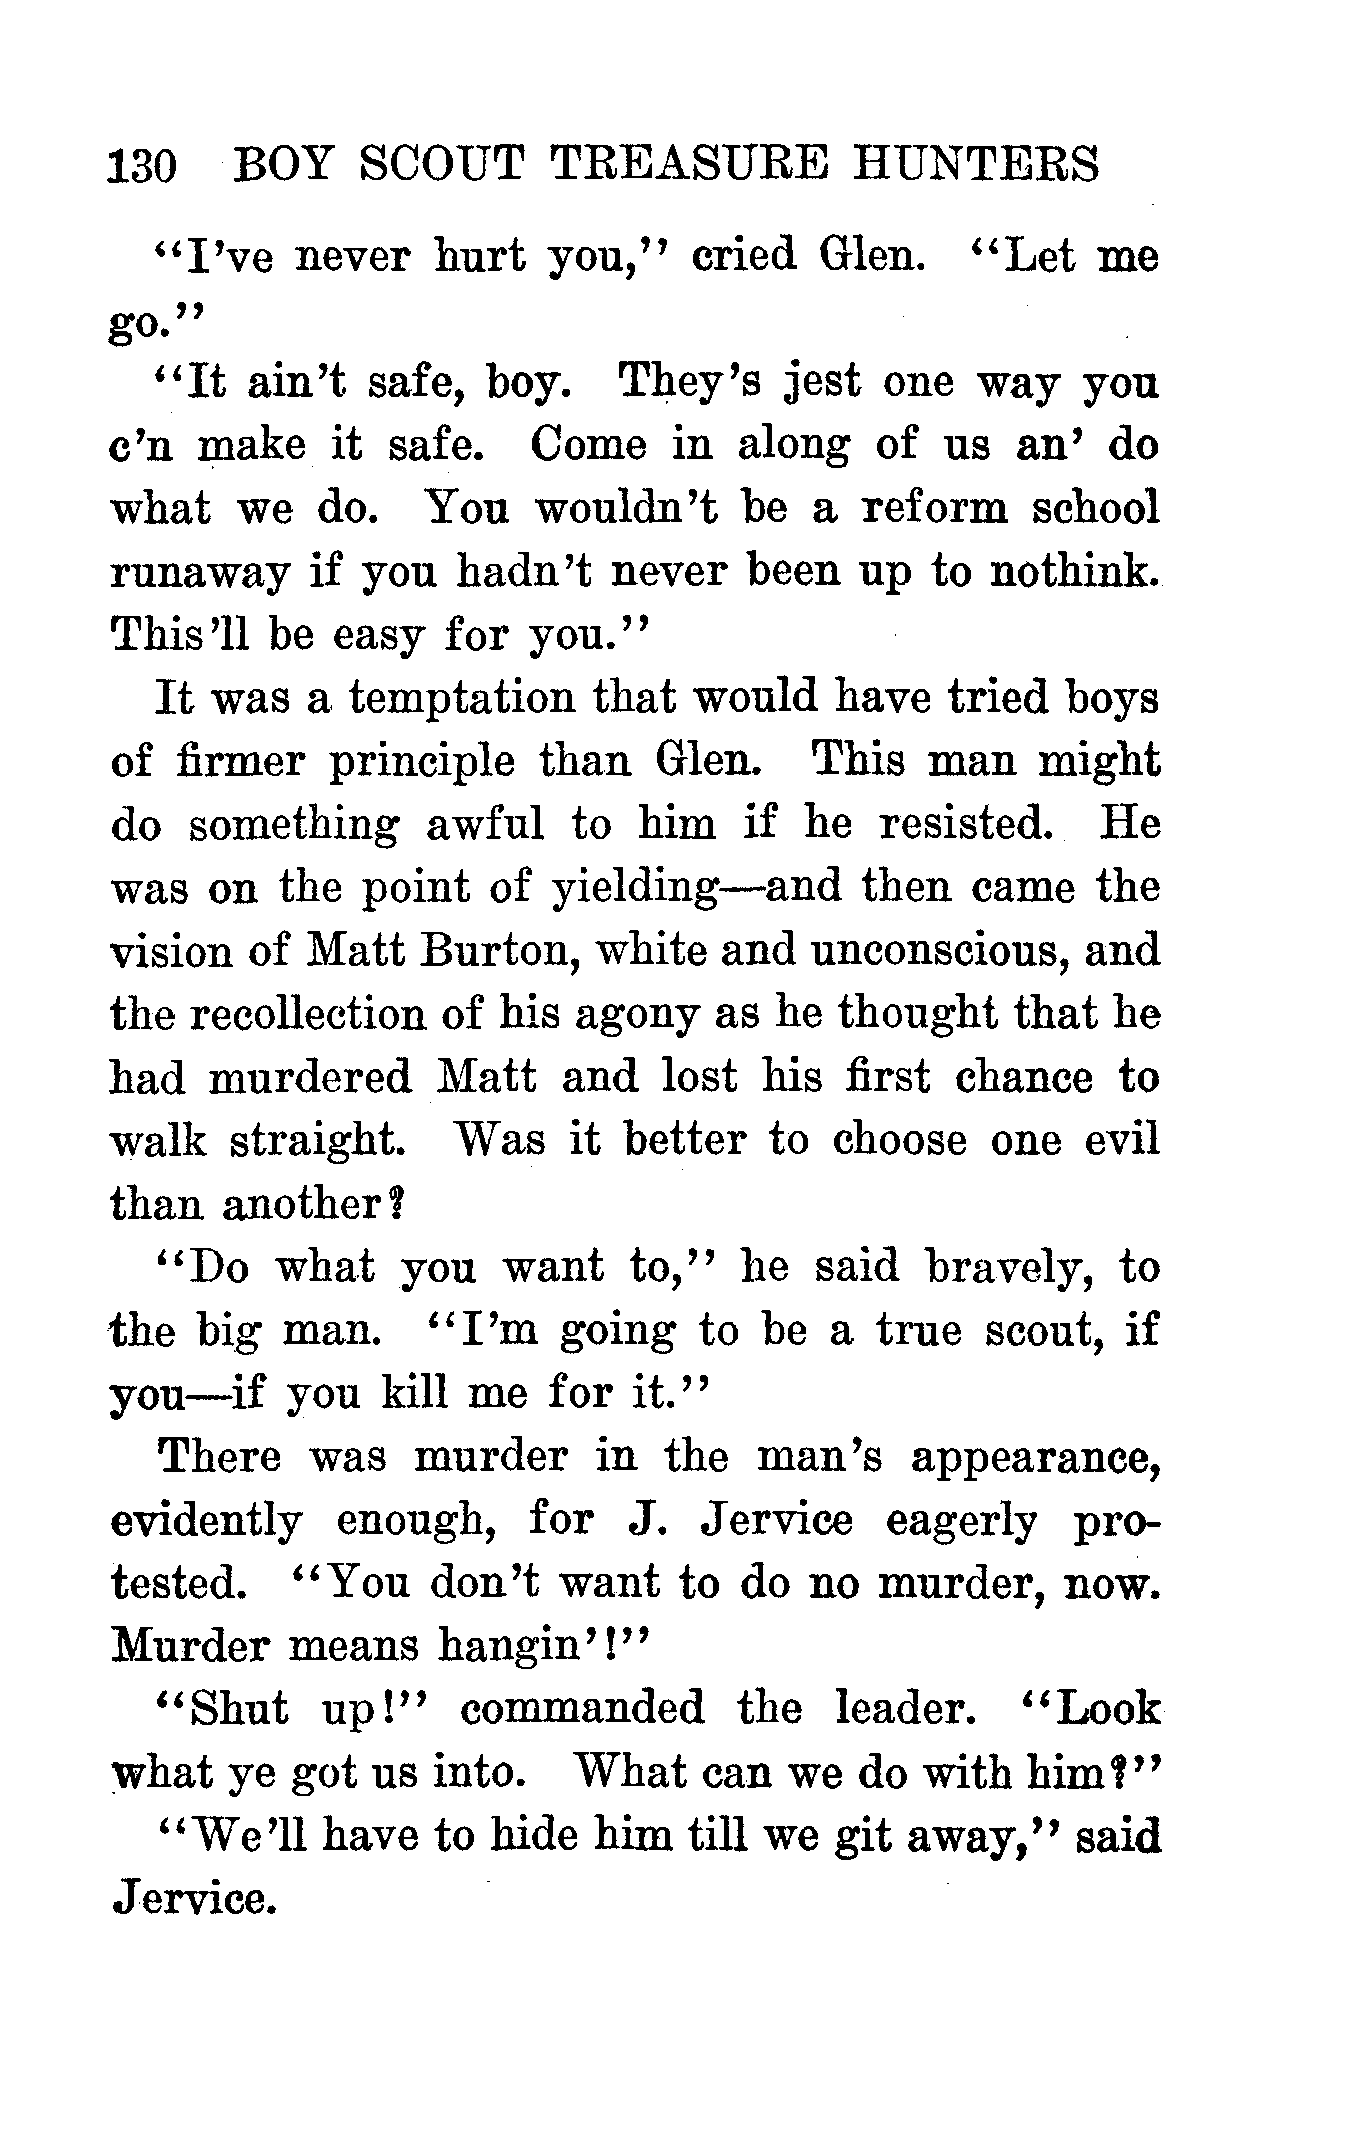 130 BOY SCOUT TREASURE HUNTERS
"I've never hurt you," cried Glen. "Let me
go."
"It ain't safe, boy. They's jest one way you
c'n make it safe. Come in along of us an' do
what we do. You wouldn't be a reform school
runaway if you hadn't never been up to nothink.
This'll be easy for you."
It was a temptation that would have tried boys
of firmer principle than Glen. This man might
do something awful to him if he resisted. He
was on the point of yielding—and then came the
vision of Matt Burton, white and unconscious, and
the recollection of his agony as he thought that he
had murdered Matt and lost his first chance to
walk straight. Was it better to choose one evil
than another?
"Do what you want to," he said bravely, to
the big man. "I'm going to be a true scout, if
you—if you kill me for it."
There was murder in the man's appearance,
evidently enough, for J. Jervice eagerly pro-
tested. "You don't want to do no murder, now.
Murder means hangin'!"
"Shut up!" commanded the leader. "Look
what ye got us into. What can we do with him?"
"We'll have to hide him till we git away," said
Jervice.